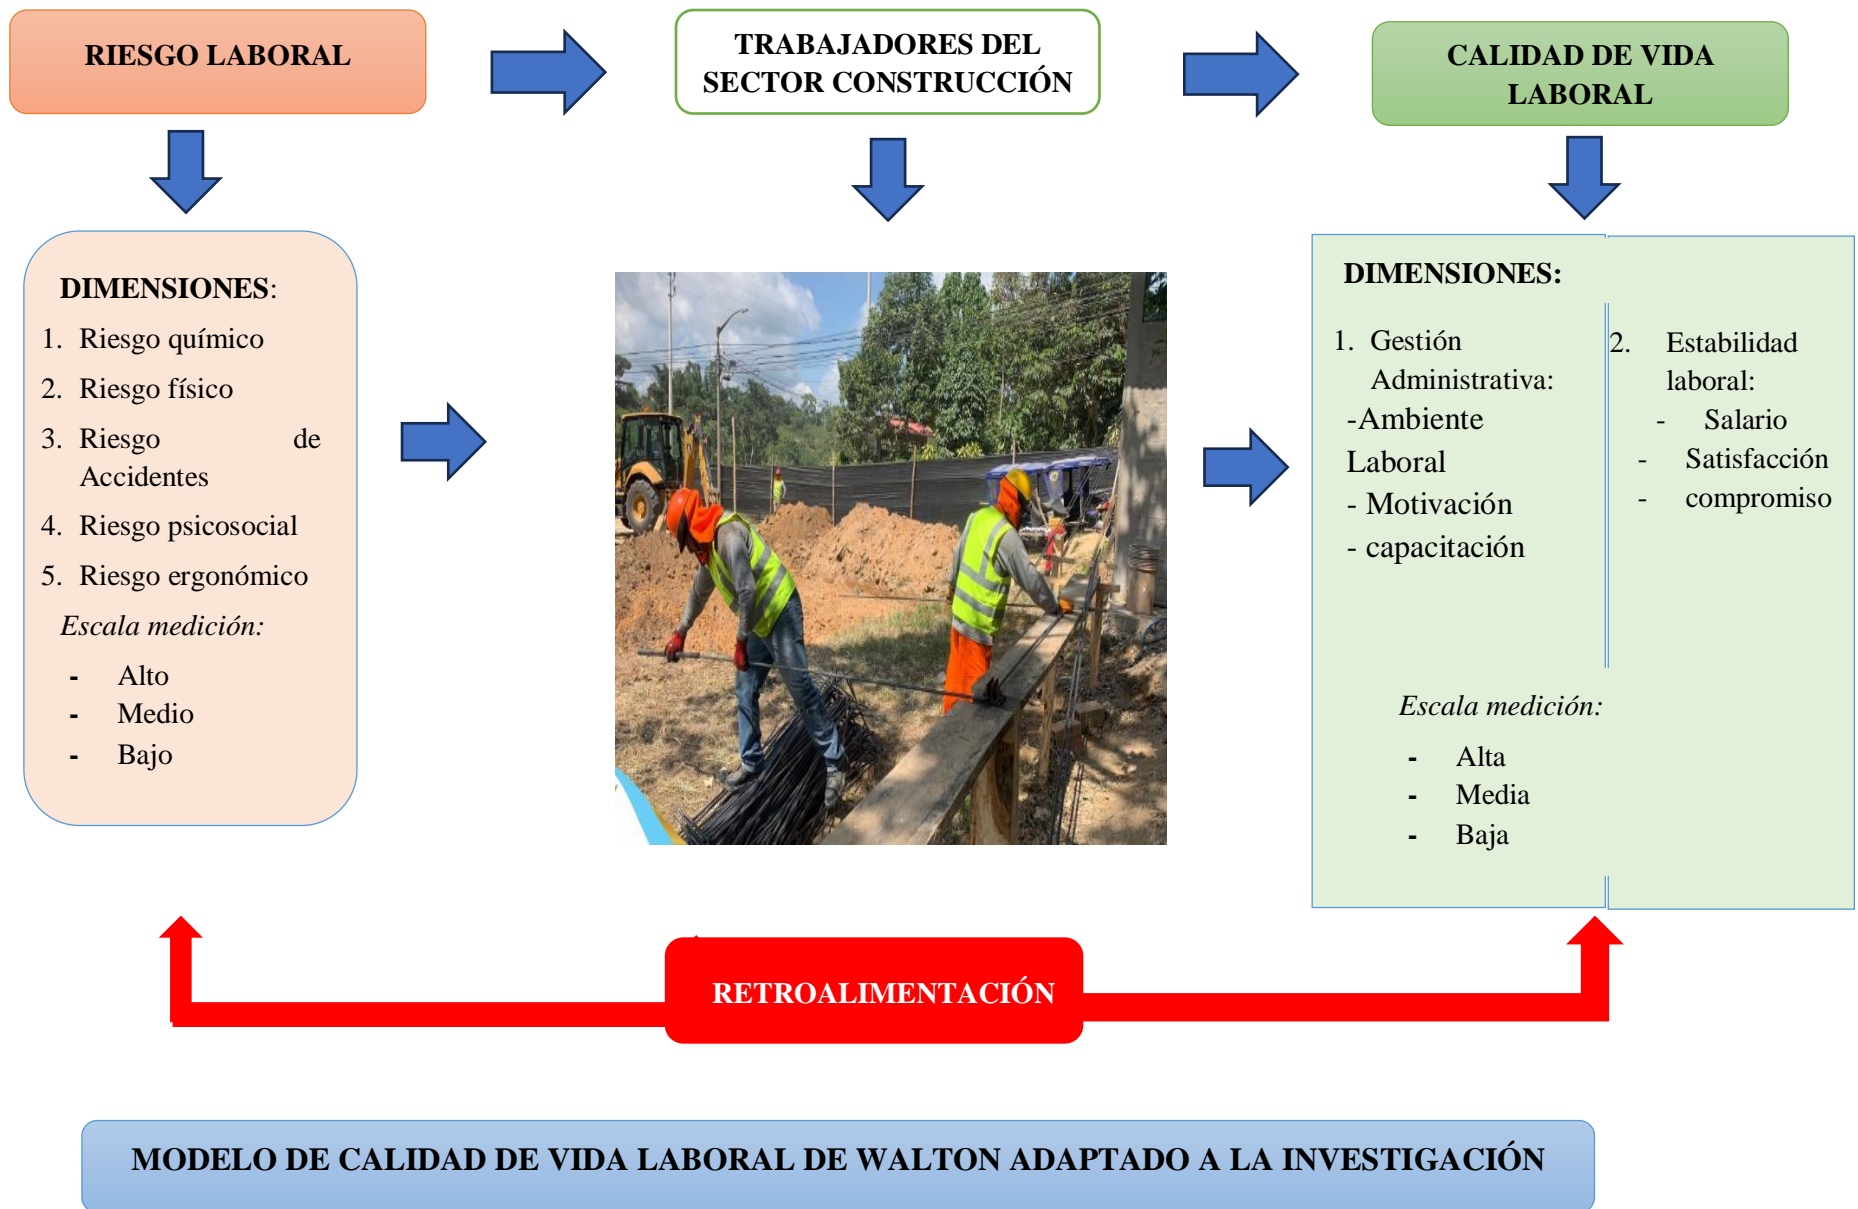 RIESGO LABORAL
TRABAJADORES DEL
SECTOR CONSTRUCCIÓN
CALIDAD DE VIDA
LABORAL
DIMENSIONES:
1. Riesgo químico
2. Riesgo físico
3. Riesgo de
Accidentes
4. Riesgo psicosocial
5. Riesgo ergonómico
Escala medición:
- Alto
- Medio
- Bajo
DIMENSIONES:
1. Gestión
Administrativa:
-Ambiente
Laboral
- Motivación
- capacitación
2. Estabilidad
laboral:
- Salario
- Satisfacción
- compromiso
Escala medición:
- Alta
- Media
- Baja
RETROALIMENTACIÓN
MODELO DE CALIDAD DE VIDA LABORAL DE WALTON ADAPTADO A LA INVESTIGACIÓN